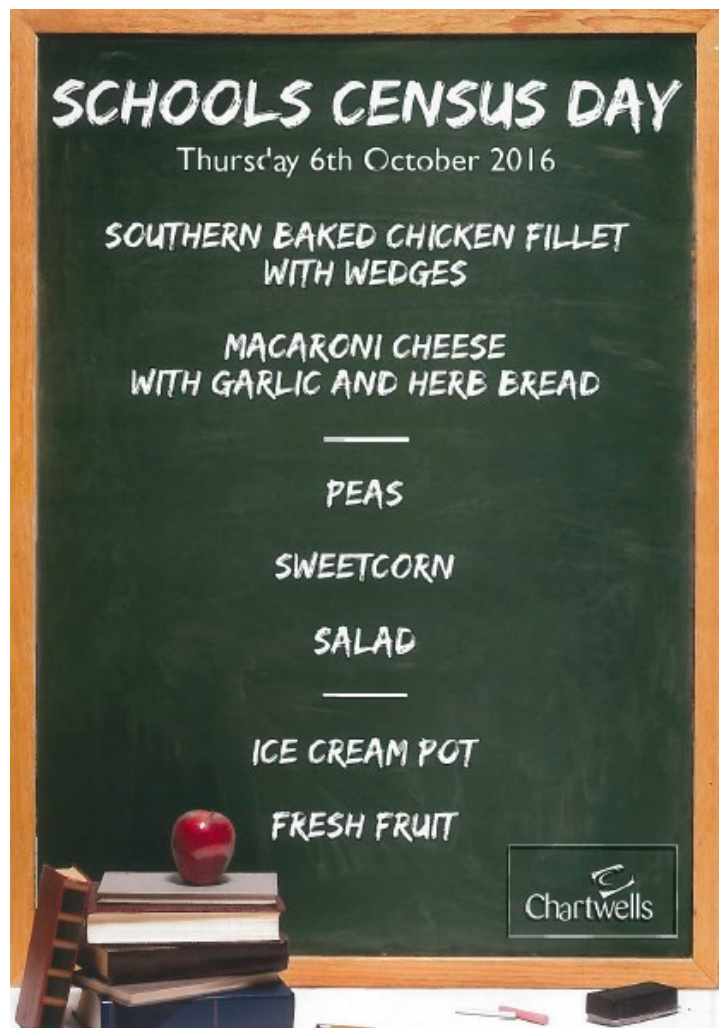 SCHOOLS CENSUS DAY
Thursday 6th October 2016
SOUTHERN BAKED CHICKEN FILLET
WITH WEDGES
MACARONI CHEESE
WITH GARLIC AND HERB BREAD
PEAS
SWEETCORN
SALAD
ICE CREAM POT
FRESH FRUIT
Chartwells